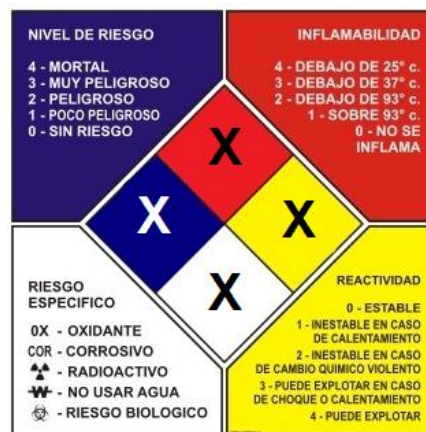 NIVEL DE RIESGO
4 - MORTAL
3 - MUY PELIGROSO
2 - PELIGROSO
1 - POCO PELIGROSO
0 - SIN RIESGO
INFLAMABILIDAD
4 - DEBAJO DE 25° c.
3 - DEBAJO DE 37° c.
2 - DEBAJO DE 93° c.
1 - SOBRE 93° c.
0 - NO SE
INFLAMA
X
X
X
X
RIESGO
ESPECIFICO
0X - OXIDANTE
COR - CORROSIVO
- RADIOACTIVO
W - NO USAR AGUA
- RIESGO BIOLOGICO
REACTIVIDAD
0 - ESTABLE
1 - INESTABLE EN CASO
DE CALENTAMIENTO
2 - INESTABLE EN CASO
DE CAMBIO QUIMICO VIOLENTO
3 - PUEDE EXPLOTAR EN CASO
DE CHOQUE O CALENTAMIENTO
4 - PUEDE EXPLOTAR